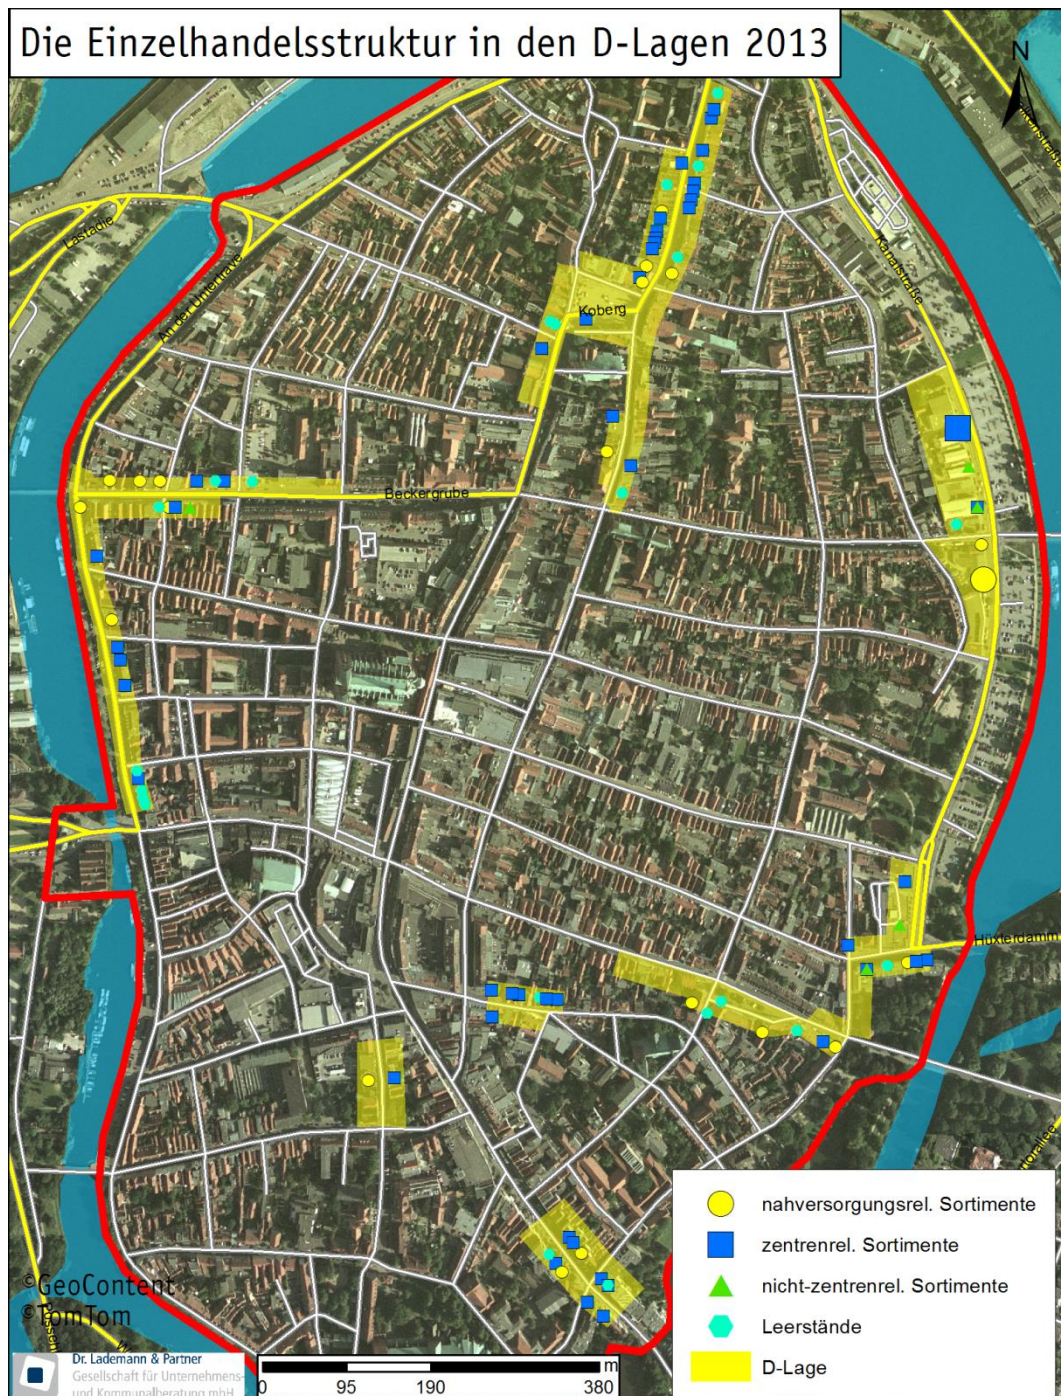 Die Einzelhandelsstruktur in den D-Lagen 2013
N
Lastadie
An der Untertrave
Kanalstraße
Koberg
Beckergrube
Hüxterdamm
nahversorgungsrel. Sortimente
zentrenrel. Sortimente
nicht-zentrenrel. Sortimente
Leerstände
D-Lage
©GeoContent
©TomTom
Dr. Lademann & Partner
Gesellschaft für Unternehmens-
und Kommunalberatung mbH
m
0 95 190 380